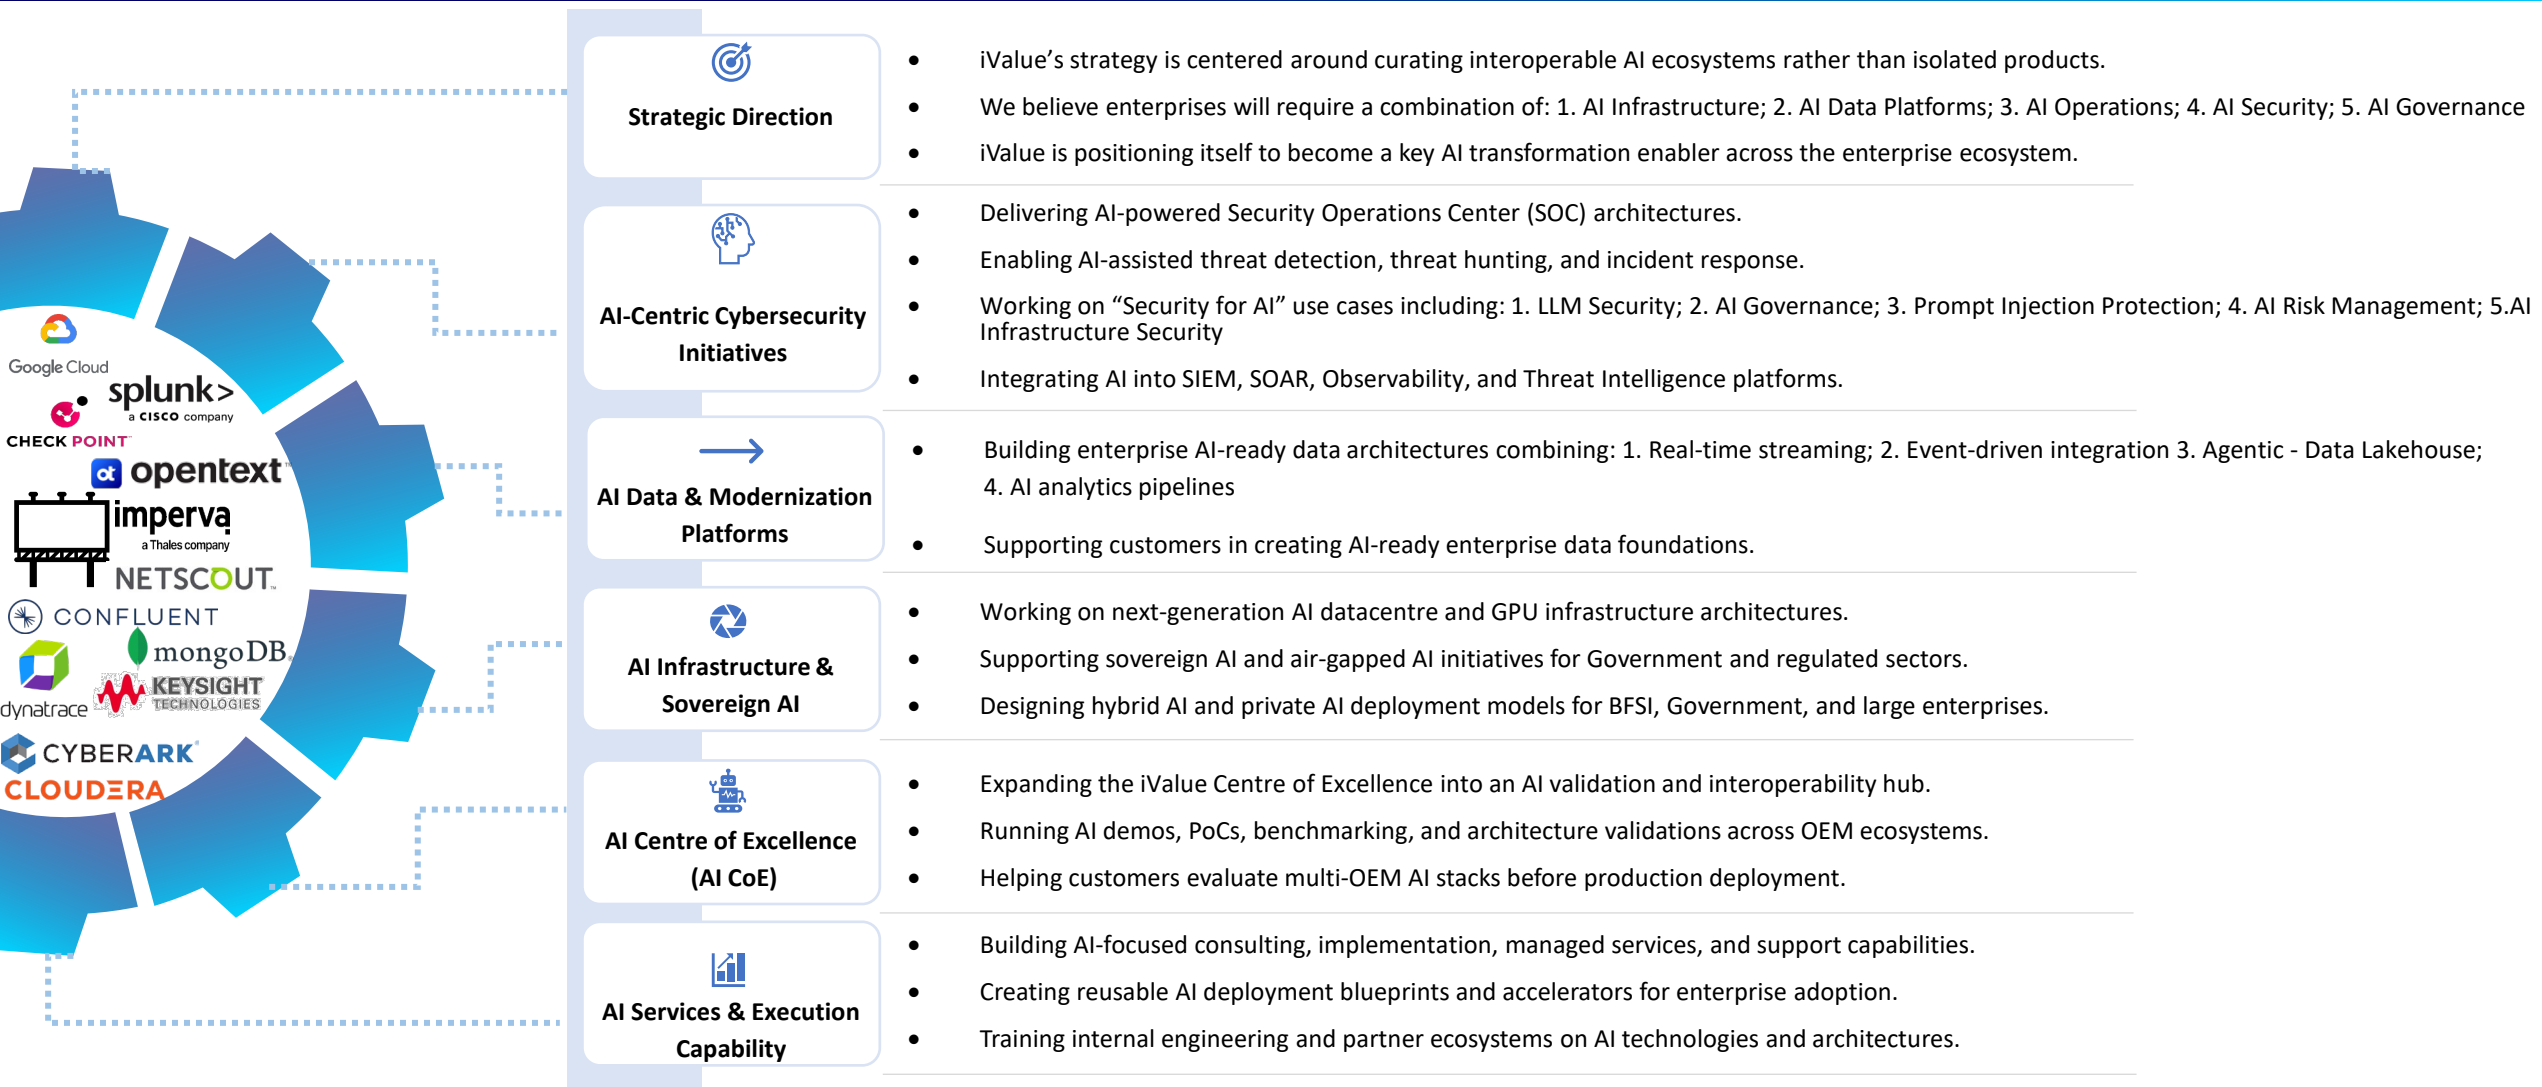 Google Cloud
splunk>
a CISCO company
CHECK POINT™
opentext™
imperva
a Thales company
NETSCOUT™
CONFLUENT
mongoDB®
dynatrace
KEYSIGHT
TECHNOLOGIES
CYBERARK®
CLOUDERA
Strategic Direction
• iValue’s strategy is centered around curating interoperable AI ecosystems rather than isolated products.
• We believe enterprises will require a combination of: 1. AI Infrastructure; 2. AI Data Platforms; 3. AI Operations; 4. AI Security; 5. AI Governance
• iValue is positioning itself to become a key AI transformation enabler across the enterprise ecosystem.
AI-Centric Cybersecurity
Initiatives
• Delivering AI-powered Security Operations Center (SOC) architectures.
• Enabling AI-assisted threat detection, threat hunting, and incident response.
• Working on “Security for AI” use cases including: 1. LLM Security; 2. AI Governance; 3. Prompt Injection Protection; 4. AI Risk Management; 5.AI
Infrastructure Security
• Integrating AI into SIEM, SOAR, Observability, and Threat Intelligence platforms.
AI Data & Modernization
Platforms
• Building enterprise AI-ready data architectures combining: 1. Real-time streaming; 2. Event-driven integration 3. Agentic - Data Lakehouse;
4. AI analytics pipelines
• Supporting customers in creating AI-ready enterprise data foundations.
AI Infrastructure &
Sovereign AI
• Working on next-generation AI datacentre and GPU infrastructure architectures.
• Supporting sovereign AI and air-gapped AI initiatives for Government and regulated sectors.
• Designing hybrid AI and private AI deployment models for BFSI, Government, and large enterprises.
AI Centre of Excellence
(AI CoE)
• Expanding the iValue Centre of Excellence into an AI validation and interoperability hub.
• Running AI demos, PoCs, benchmarking, and architecture validations across OEM ecosystems.
• Helping customers evaluate multi-OEM AI stacks before production deployment.
AI Services & Execution
Capability
• Building AI-focused consulting, implementation, managed services, and support capabilities.
• Creating reusable AI deployment blueprints and accelerators for enterprise adoption.
• Training internal engineering and partner ecosystems on AI technologies and architectures.